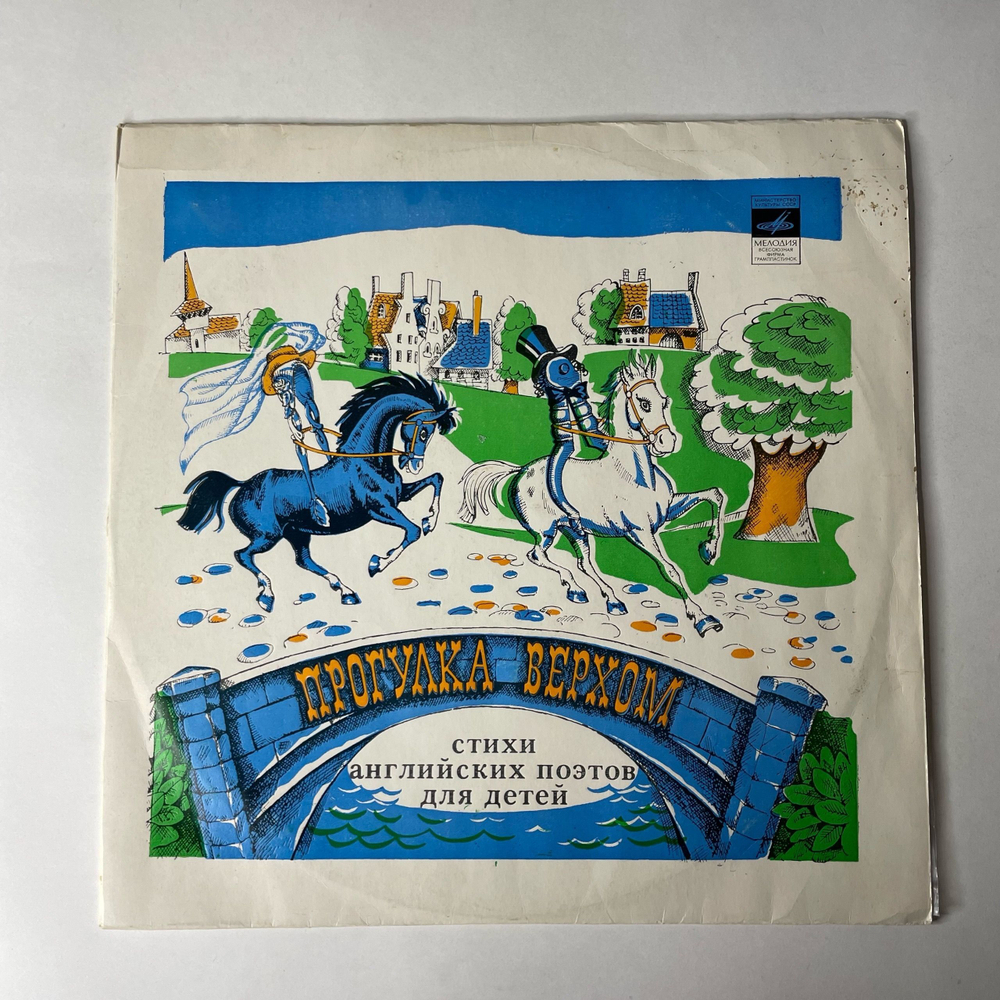 МИНИСТЕРСТВО
КУЛЬТУРЫ СССР
МЕЛОДИЯ
ВСЕСОЮЗНАЯ
ФИРМА
ГРАМПЛАСТИНОК
ПРОГУЛКА ВЕРХОМ
СТИХИ
АНГЛИЙСКИХ ПОЭТОВ
ДЛЯ ДЕТЕЙ